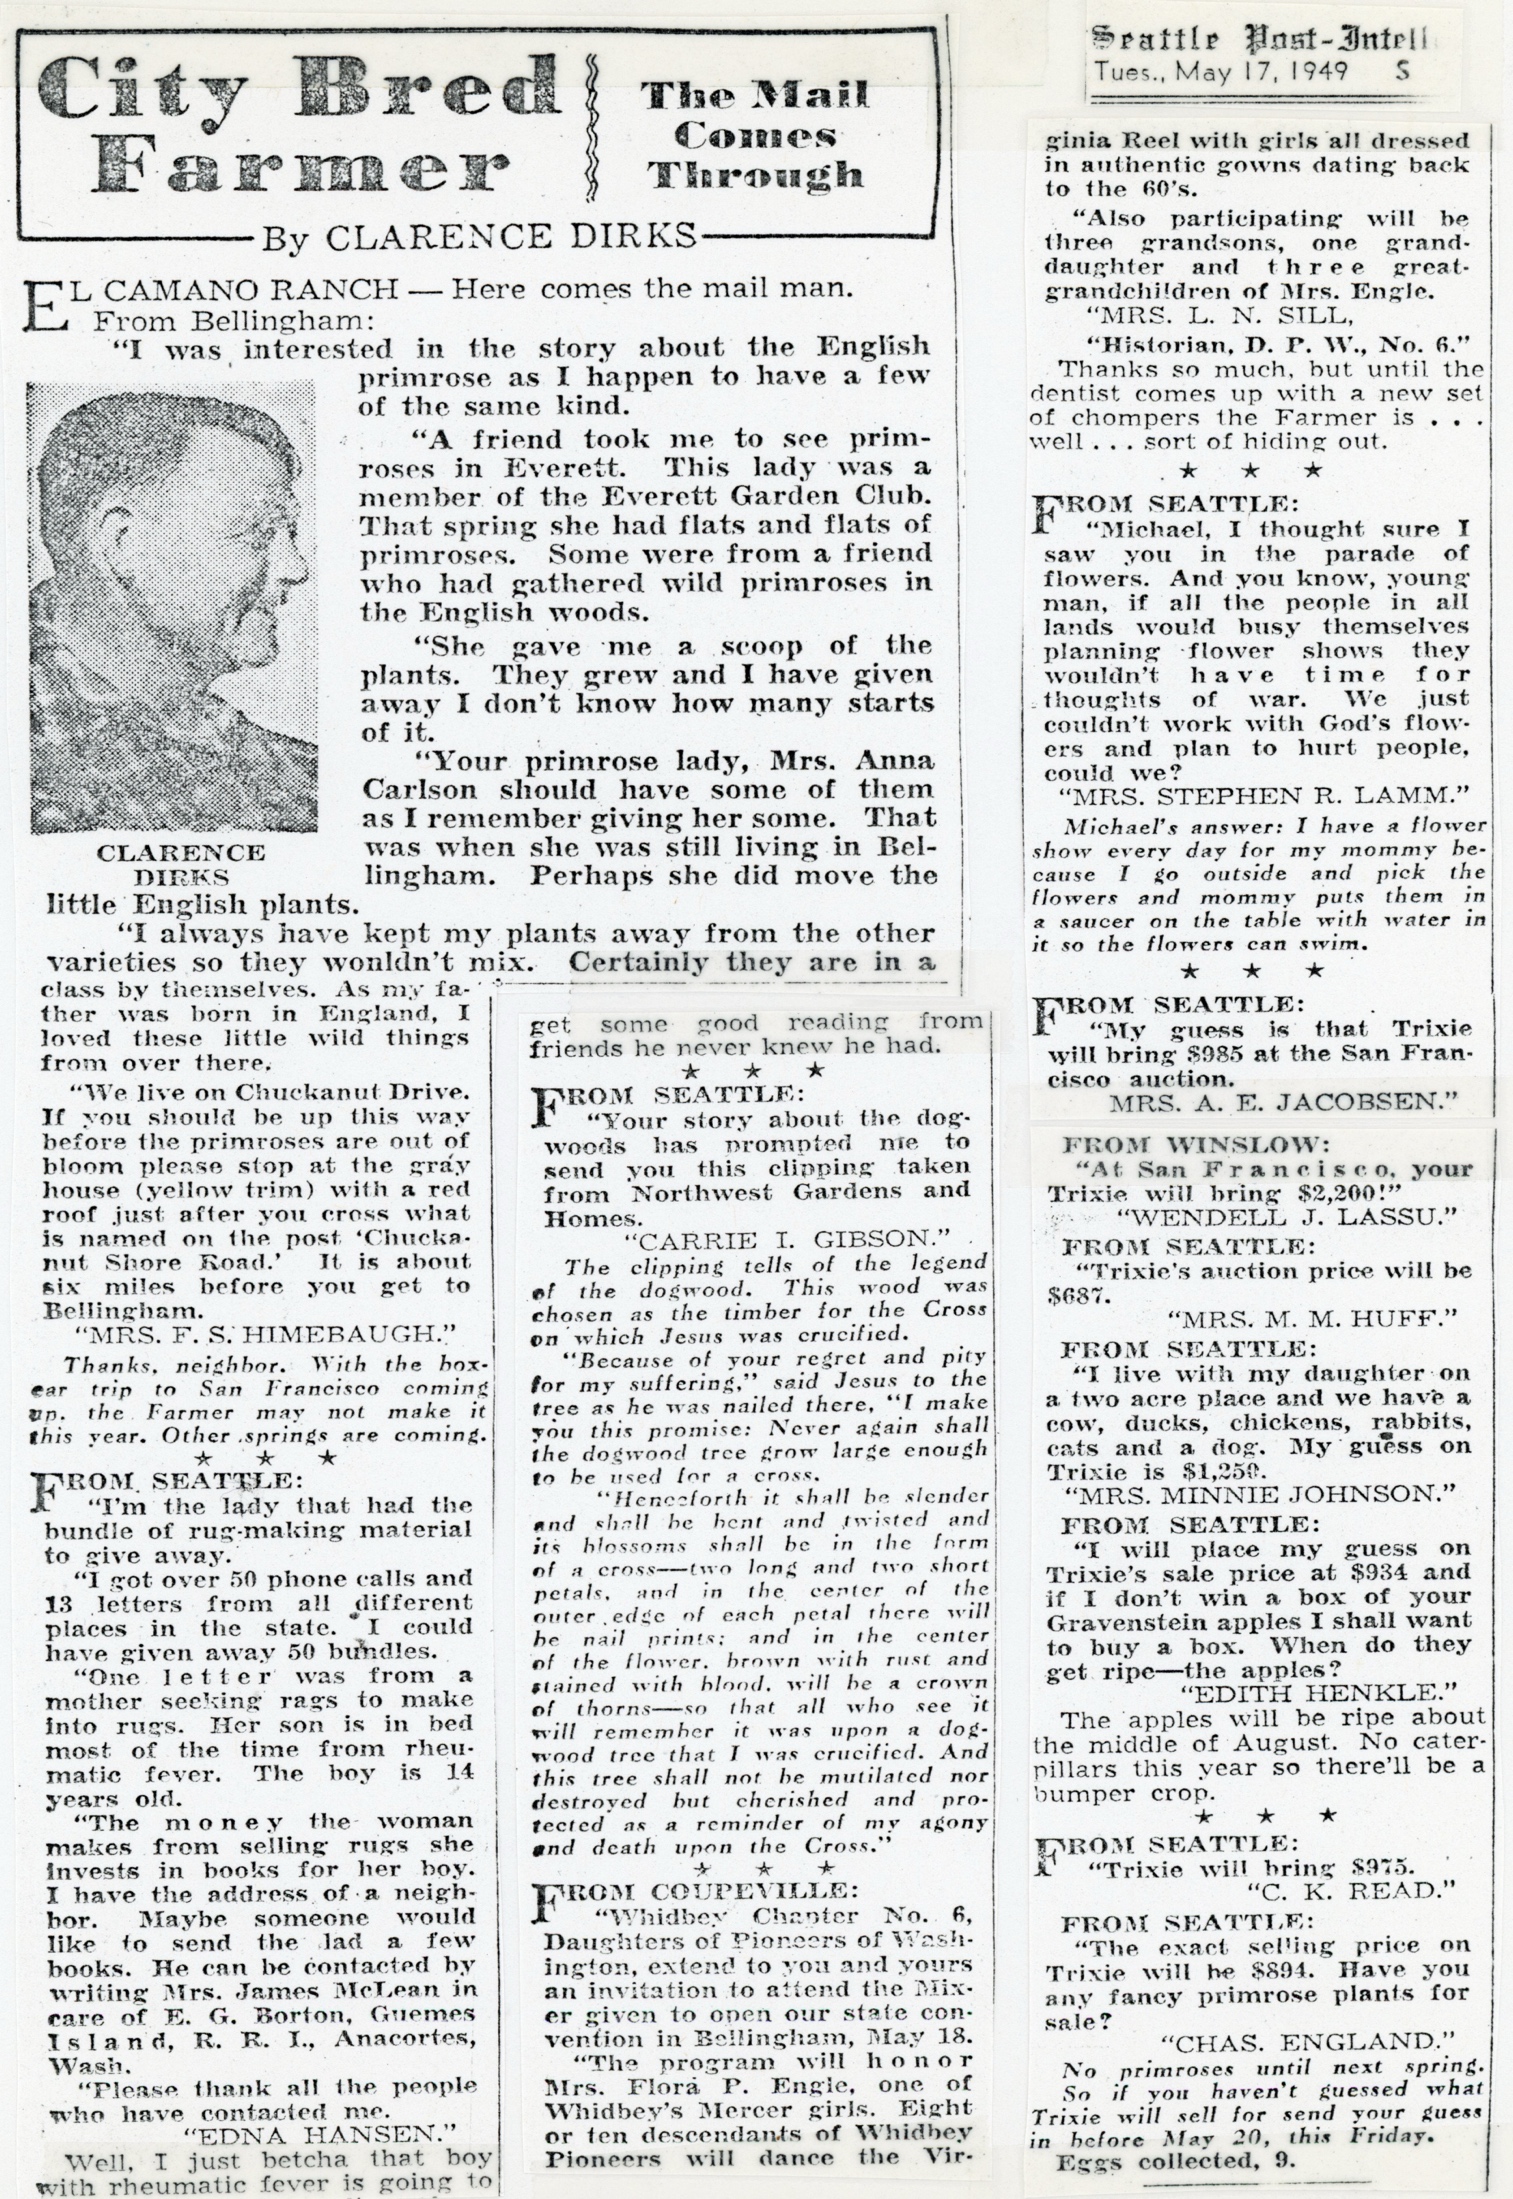 City Bred
Farmer
The Mail
Comes
Through
By CLARENCE DIRKS
EL CAMANO RANCH — Here comes the mail man.
From Bellingham:
"I was interested in the story about the English
primrose as I happen to have a few
of the same kind.
"A friend took me to see prim-
roses in Everett. This lady was a
member of the Everett Garden Club.
That spring she had flats and flats of
primroses. Some were from a friend
who had gathered wild primroses in
the English woods.
"She gave me a scoop of the
plants. They grew and I have given
away I don't know how many starts
of it.
"Your primrose lady, Mrs. Anna
Carlson should have some of them
as I remember giving her some. That
was when she was still living in Bel-
lingham. Perhaps she did move the
CLARENCE
DIRKS
little English plants.
"I always have kept my plants away from the other
varieties so they wouldn't mix. Certainly they are in a
class by themselves. As my fa-
ther was born in England, I
loved these little wild things
from over there.
"We live on Chuckanut Drive.
If you should be up this way
before the primroses are out of
bloom please stop at the gray
house (yellow trim) with a red
roof just after you cross what
is named on the post 'Chucka-
nut Shore Road.' It is about
six miles before you get to
Bellingham.
"MRS. F. S. HIMEBAUGH."
Thanks, neighbor. With the box-
car trip to San Francisco coming
up, the Farmer may not make it
this year. Other springs are coming.
★ ★ ★
FROM SEATTLE:
"I'm the lady that had the
bundle of rug-making material
to give away.
"I got over 50 phone calls and
13 letters from all different
places in the state. I could
have given away 50 bundles.
"One letter was from a
mother seeking rags to make
into rugs. Her son is in bed
most of the time from rheu-
matic fever. The boy is 14
years old.
"The money the woman
makes from selling rugs she
invests in books for her boy.
I have the address of a neigh-
bor. Maybe someone would
like to send the lad a few
books. He can be contacted by
writing Mrs. James McLean in
care of E. G. Borton, Guemes
Island, R. R. I., Anacortes,
Wash.
"Please thank all the people
who have contacted me.
"EDNA HANSEN."
Well, I just betcha that boy
with rheumatic fever is going to
get some good reading from
friends he never knew he had.
★ ★ ★
FROM SEATTLE:
"Your story about the dog-
woods has prompted me to
send you this clipping taken
from Northwest Gardens and
Homes.
"CARRIE I. GIBSON."
The clipping tells of the legend
of the dogwood. This wood was
chosen as the timber for the Cross
on which Jesus was crucified.
"Because of your regret and pity
for my suffering," said Jesus to the
tree as he was nailed there, "I make
you this promise: Never again shall
the dogwood tree grow large enough
to be used for a cross.
"Henceforth it shall be slender
and shall be bent and twisted and
its blossoms shall be in the form
of a cross—two long and two short
petals, and in the center of the
outer edge of each petal there will
be nail prints; and in the center
of the flower, brown with rust and
stained with blood, will be a crown
of thorns—so that all who see it
will remember it was upon a dog-
wood tree that I was crucified. And
this tree shall not be mutilated nor
destroyed but cherished and pro-
tected as a reminder of my agony
and death upon the Cross."
★ ★ ★
FROM COUPEVILLE:
"Whidbey Chapter No. 6,
Daughters of Pioneers of Wash-
ington, extend to you and yours
an invitation to attend the Mix-
er given to open our state con-
vention in Bellingham, May 18.
"The program will honor
Mrs. Flora P. Engle, one of
Whidbey's Mercer girls. Eight
or ten descendants of Whidbey
Pioneers will dance the Vir-
Seattle Post-Intell
Tues., May 17, 1949 S
ginia Reel with girls all dressed
in authentic gowns dating back
to the 60's.
"Also participating will be
three grandsons, one grand-
daughter and three great-
grandchildren of Mrs. Engle.
"MRS. L. N. SILL,
"Historian, D. P. W., No. 6."
Thanks so much, but until the
dentist comes up with a new set
of chompers the Farmer is . . .
well . . . sort of hiding out.
★ ★ ★
FROM SEATTLE:
"Michael, I thought sure I
saw you in the parade of
flowers. And you know, young
man, if all the people in all
lands would busy themselves
planning flower shows they
wouldn't have time for
thoughts of war. We just
couldn't work with God's flow-
ers and plan to hurt people,
could we?
"MRS. STEPHEN R. LAMM."
Michael's answer: I have a flower
show every day for my mommy be-
cause I go outside and pick the
flowers and mommy puts them in
a saucer on the table with water in
it so the flowers can swim.
★ ★ ★
FROM SEATTLE:
"My guess is that Trixie
will bring $985 at the San Fran-
cisco auction.
MRS. A. E. JACOBSEN."
FROM WINSLOW:
"At San Francisco, your
Trixie will bring $2,200!"
"WENDELL J. LASSU."
FROM SEATTLE:
"Trixie's auction price will be
$687.
"MRS. M. M. HUFF."
FROM SEATTLE:
"I live with my daughter on
a two acre place and we have a
cow, ducks, chickens, rabbits,
cats and a dog. My guess on
Trixie is $1,250.
"MRS. MINNIE JOHNSON."
FROM SEATTLE:
"I will place my guess on
Trixie's sale price at $934 and
if I don't win a box of your
Gravenstein apples I shall want
to buy a box. When do they
get ripe—the apples?
"EDITH HENKLE."
The apples will be ripe about
the middle of August. No cater-
pillars this year so there'll be a
bumper crop.
★ ★ ★
FROM SEATTLE:
"Trixie will bring $975.
"C. K. READ."
FROM SEATTLE:
"The exact selling price on
Trixie will be $894. Have you
any fancy primrose plants for
sale?
"CHAS. ENGLAND."
No primroses until next spring.
So if you haven't guessed what
Trixie will sell for send your guess
in before May 20, this Friday.
Eggs collected, 9.